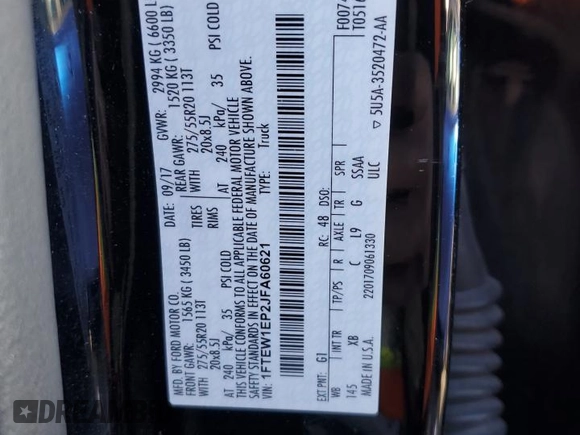 MFD. BY FORD MOTOR CO.
DATE: 09/17
GVWR: 2994 KG ( 6600 L
FRONT GAWR: 1565 KG ( 3450 LB)
REAR GAWR: 1520 KG ( 3350 LB)
WITH 275/55R20 113T TIRES
WITH 275/55R20 113T
20x8.5J RIMS
20x8.5J
AT 240 kPa/ 35 PSI COLD
AT 240 kPa/ 35 PSI COLD
THIS VEHICLE CONFORMS TO ALL APPLICABLE FEDERAL MOTOR VEHICLE
SAFETY STANDARDS IN EFFECT ON THE DATE OF MANUFACTURE SHOWN ABOVE.
VIN: 1FTEW1EP2JFA60621
TYPE: Truck
F0074
T0516
EXT PNT: G1
RC: 48 DSO:
WB INT TR TP/PS R AXLE TR SPR
145 XB C L9 G SSAA
ULC
MADE IN U.S.A.
2201709061330
5U5A-3520472-AA